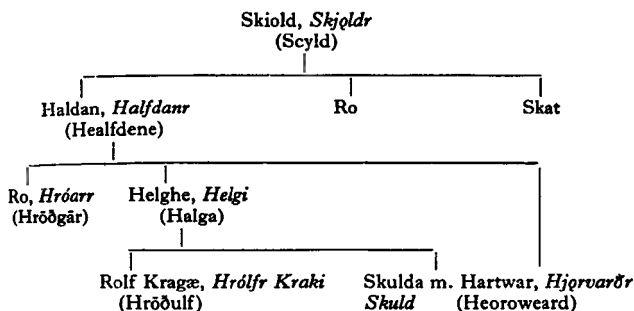 Skiold, Skjǫldr
(Scyld)
Haldan, Halfdanr Ro Skat
(Healfdene)
Ro, Hróarr Helghe, Helgi
(Hrōðgār) (Halga)
Rolf Kragæ, Hrólfr Kraki Skulda m. Hartwar, Hjǫrvarðr
(Hrōðulf) Skuld (Heoroweard)